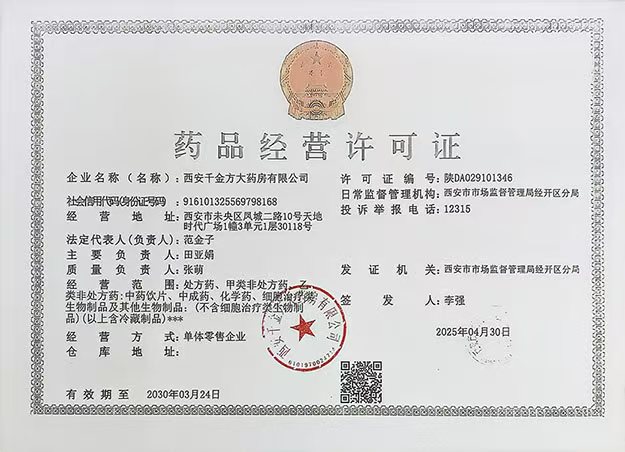 药品经营许可证
企业名称（名称）:西安千金方大药房有限公司
许可证编号:陕DA029101346
社会信用代码(身份证号码):916101325569798168
日常监督管理机构:西安市市场监督管理局经开区分局
经营地址:西安市未央区凤城二路10号天地
时代广场1幢3单元1层30118号
投诉举报电话:12315
法定代表人(负责人):范金子
主要负责人:田亚娟
质量负责人:张萌
发证机关:西安市市场监督管理局经开区分局
经营范围:处方药、甲类非处方药、乙
类非处方药:中药饮片、中成药、化学药、细胞治疗类
生物制品及其他生物制品:（不含细胞治疗类生物制
品)(以上含冷藏制品)***
签发人:李强
经营方式:单体零售企业
2025年04月30日
仓库地址:
西安千金方大药房有限公司
有效期至:2030年03月24日